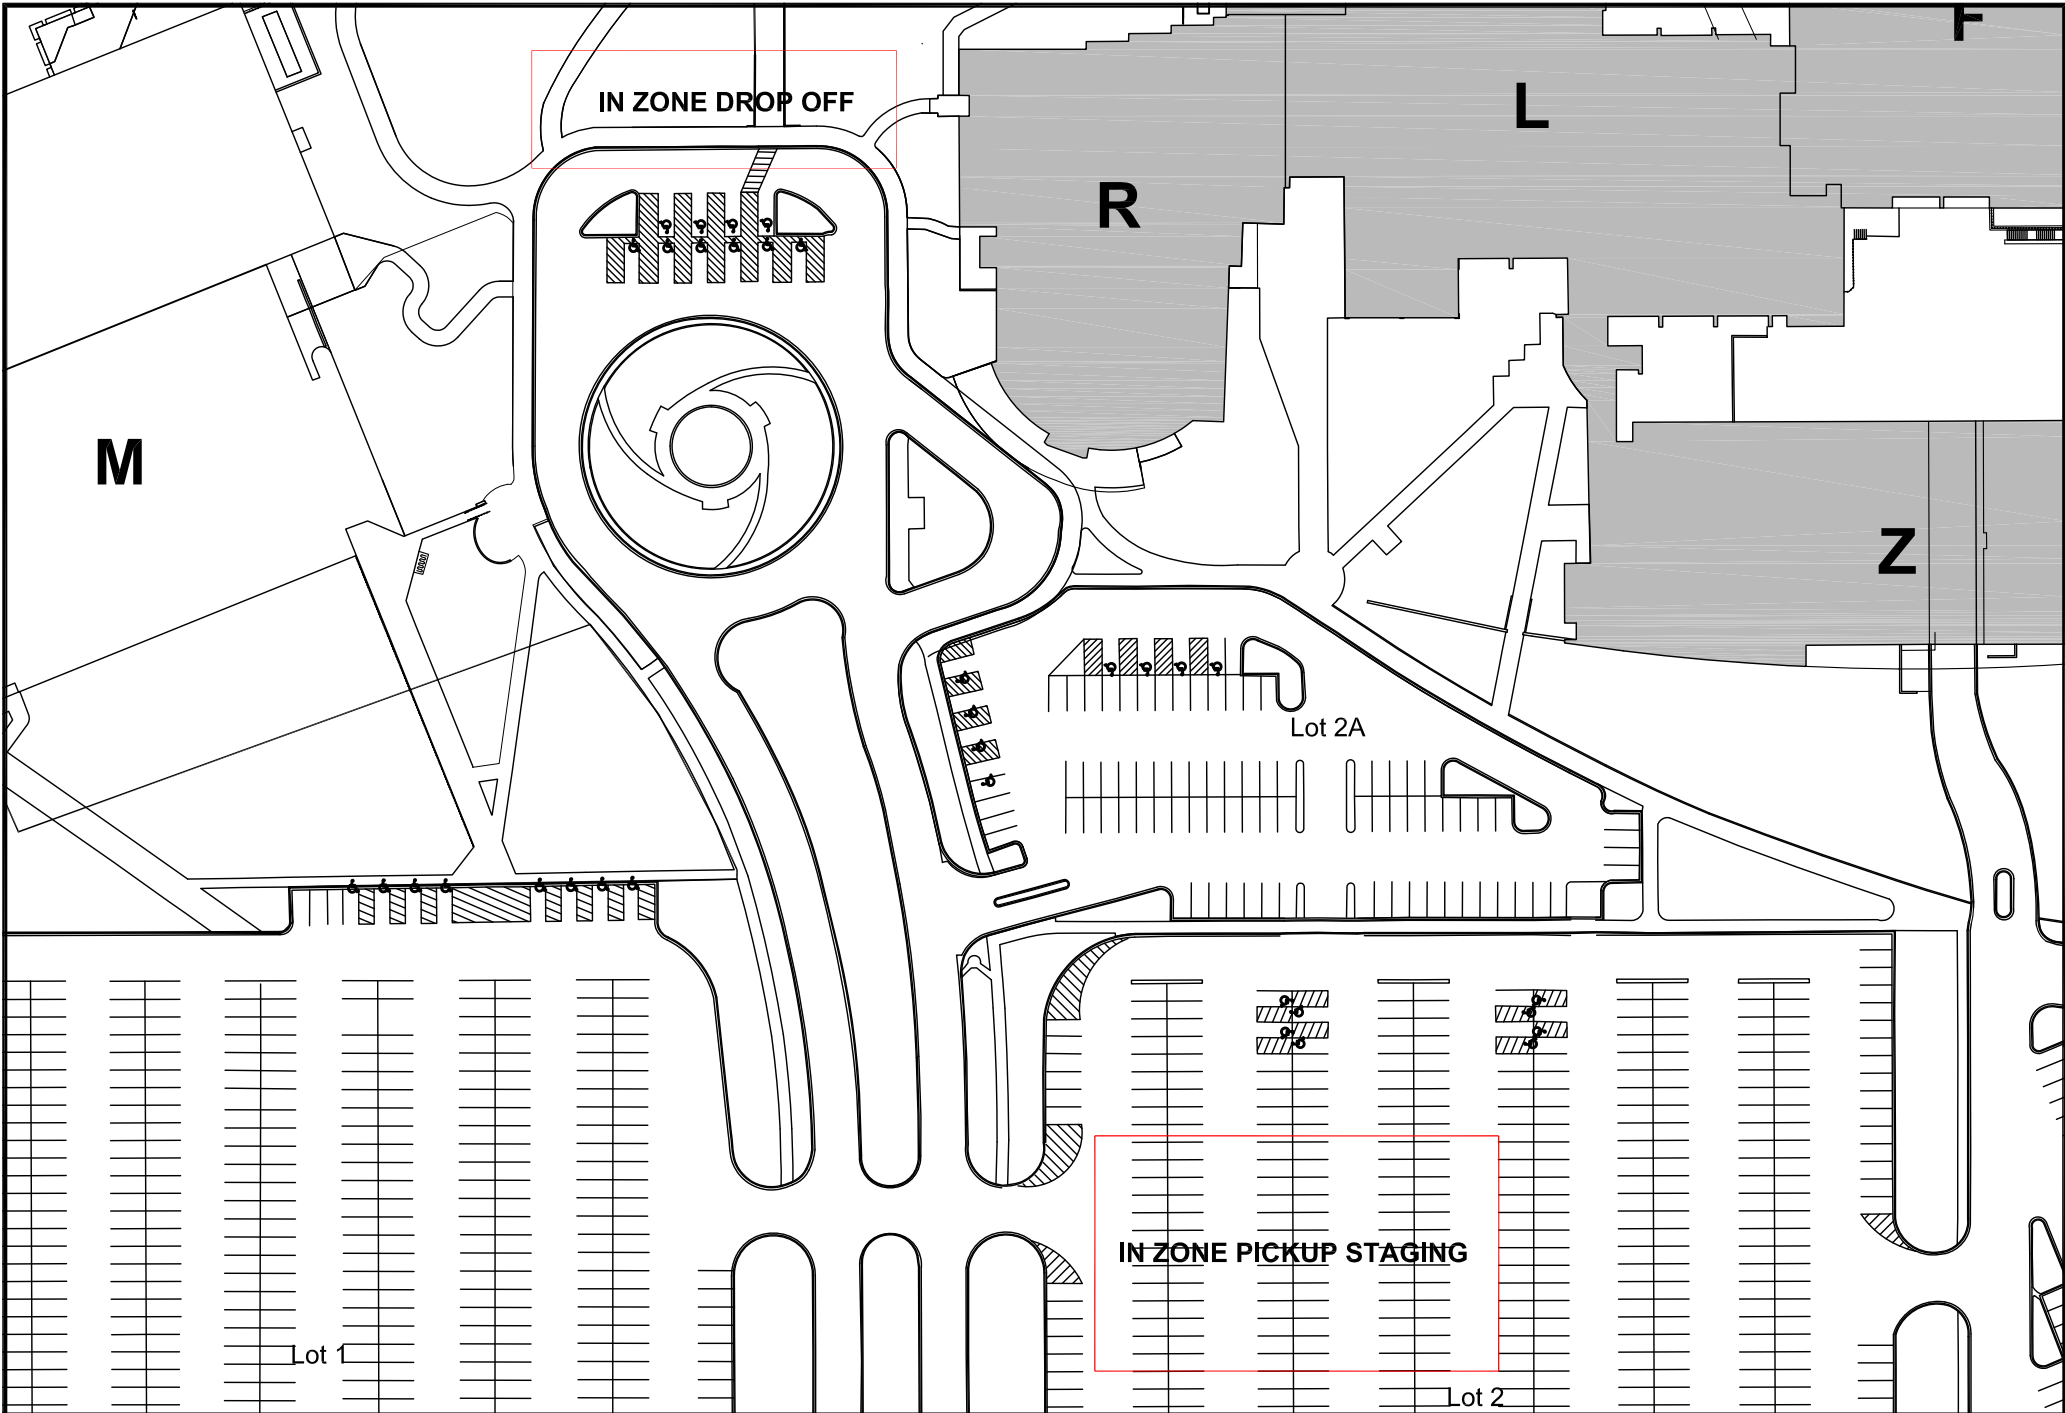 IN ZONE DROP OFF
L
R
M
Z
Lot 2A
IN ZONE PICKUP STAGING
Lot 1
Lot 2